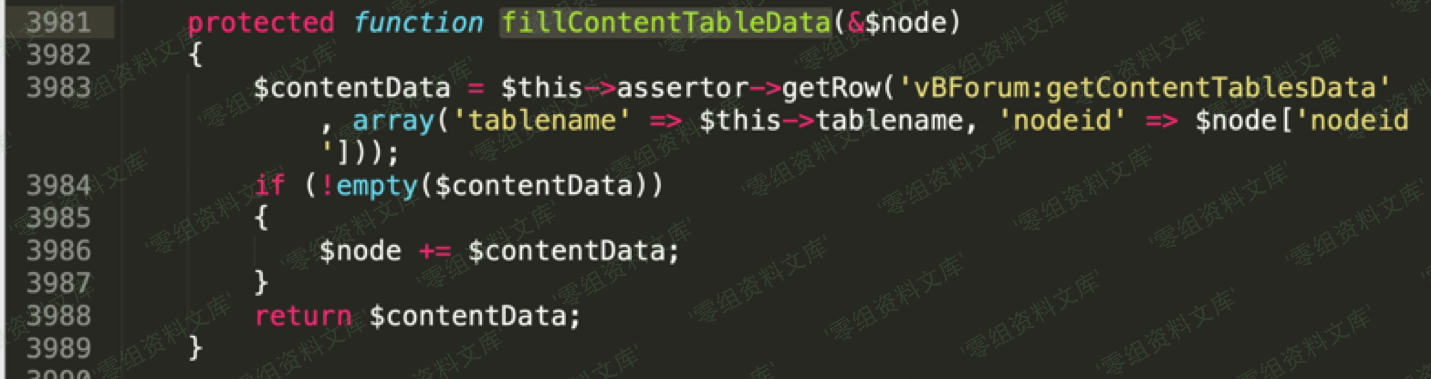 3981 protected function fillContentTableData(&$node)
3982 {
3983 $contentData = $this->assertor->getRow('vBForum:getContentTablesData'
, array('tablename' => $this->tablename, 'nodeid' => $node['nodeid
']));
3984 if (!empty($contentData))
3985 {
3986 $node += $contentData;
3987 }
3988 return $contentData;
3989 }
3990
'零组资料文库'